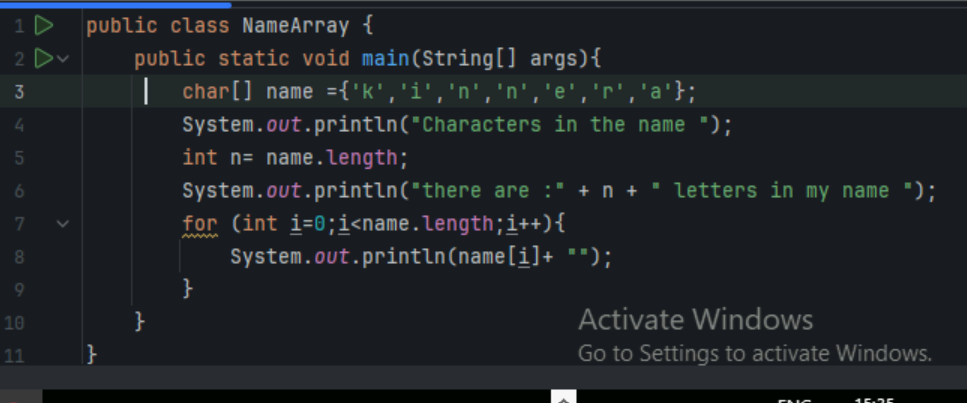 1 public class NameArray {
2 public static void main(String[] args){
3 char[] name ={'k','i','n','n','e','r','a'};
4 System.out.println("Characters in the name ");
5 int n= name.length;
6 System.out.println("there are :" + n + " letters in my name ");
7 for (int i=0;i<name.length;i++){
8 System.out.println(name[i]+ "");
9 }
10 }
11 }
Activate Windows
Go to Settings to activate Windows.
ENG 15:35